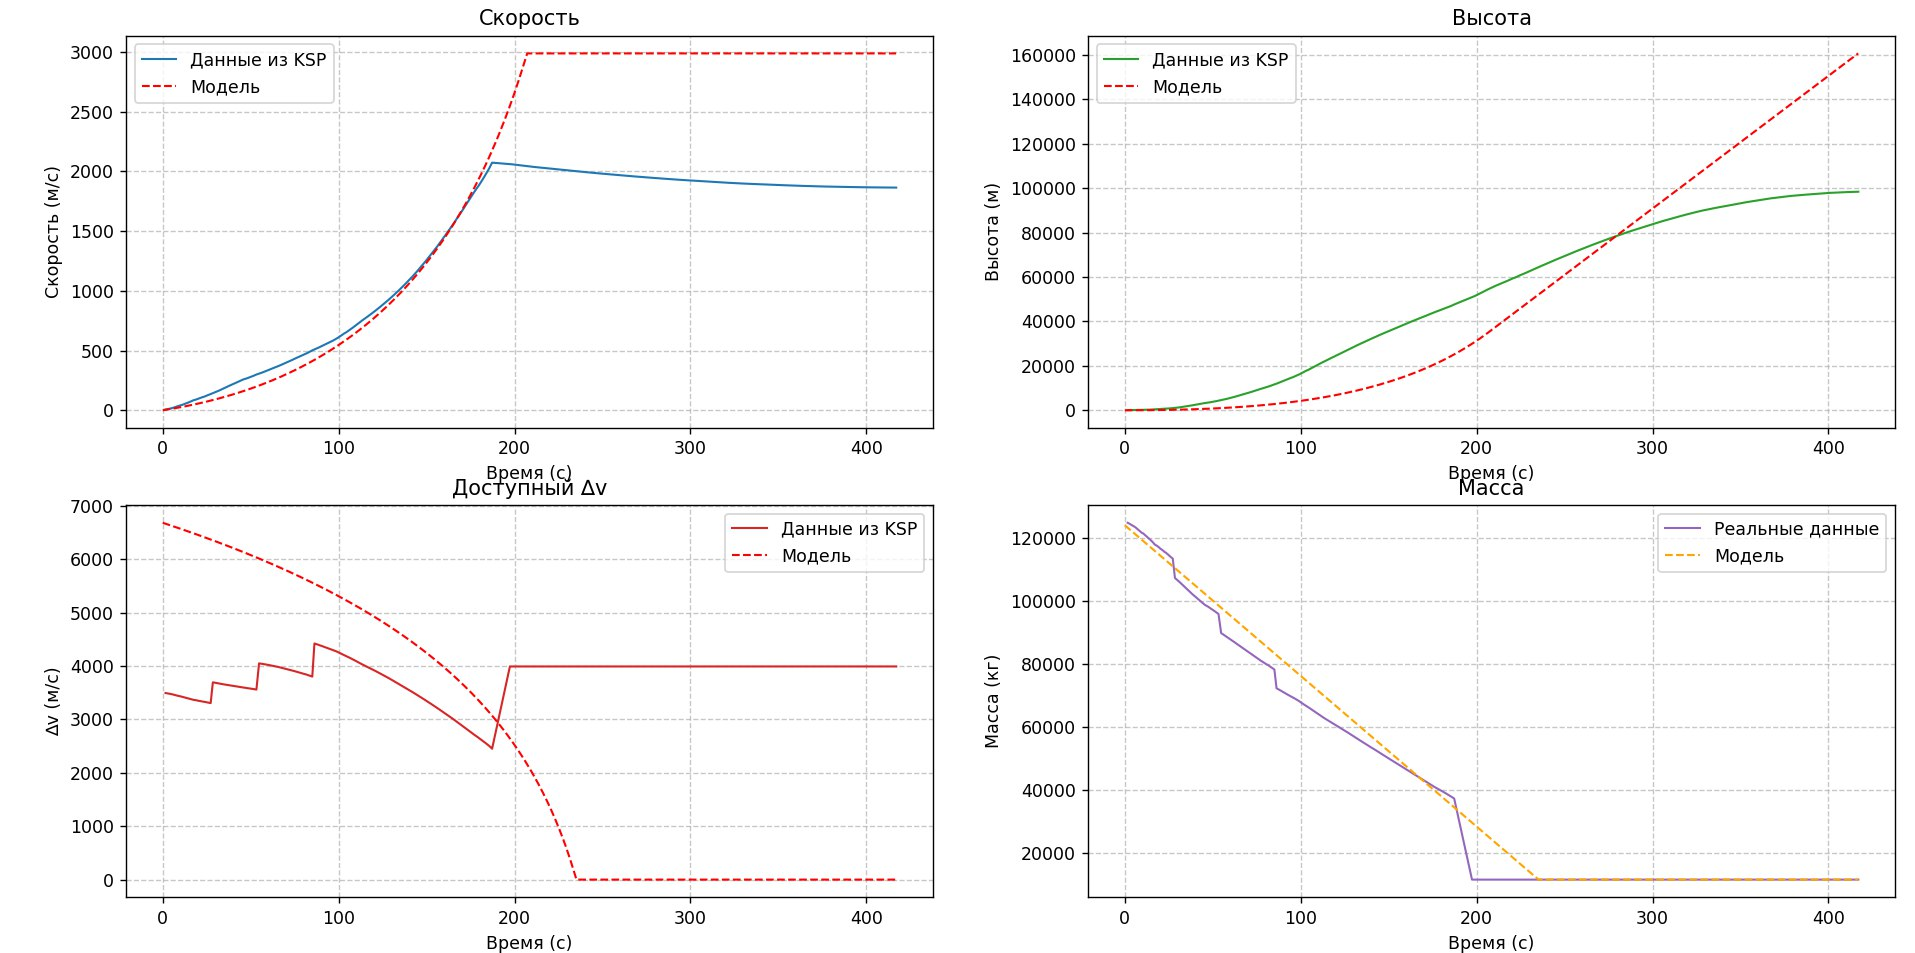 Скорость
3000
2500
2000
1500
1000
500
0
Скорость (м/с)
Данные из KSP
Модель
0 100 200 300 400
Время (с)
Высота
160000
140000
120000
100000
80000
60000
40000
20000
0
Высота (м)
Данные из KSP
Модель
0 100 200 300 400
Время (с)
Доступный Δv
7000
6000
5000
4000
3000
2000
1000
0
Δv (м/с)
Данные из KSP
Модель
0 100 200 300 400
Время (с)
Масса
120000
100000
80000
60000
40000
20000
Масса (кг)
Реальные данные
Модель
0 100 200 300 400
Время (с)